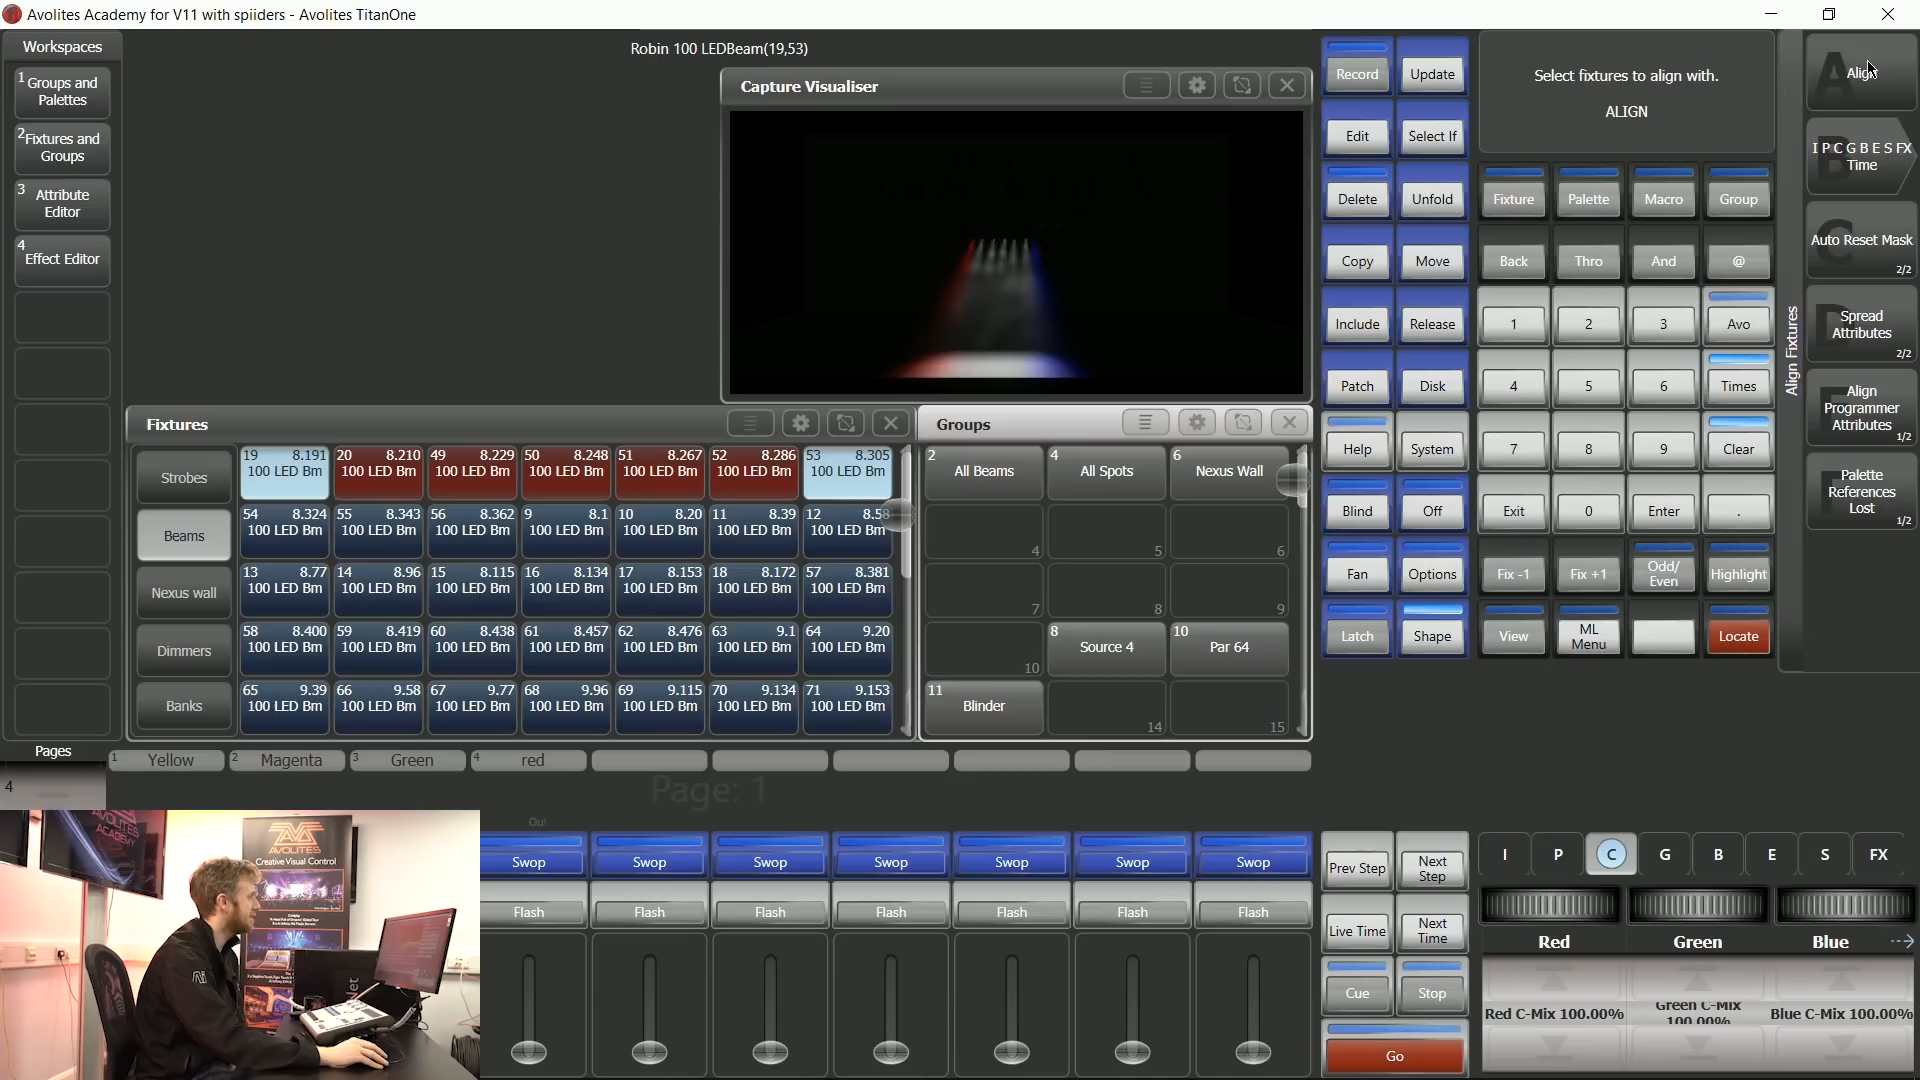 Avolites Academy for V11 with spiiders - Avolites TitanOne
Workspaces
1 Groups and
Palettes
2 Fixtures and
Groups
3 Attribute
Editor
4 Effect Editor
Robin 100 LEDBeam(19,53)
Capture Visualiser
Fixtures
Strobes
Beams
Nexus wall
Dimmers
Banks
19 8.191 20 8.210 49 8.229 50 8.248 51 8.267 52 8.286 53 8.305
100 LED Bm 100 LED Bm 100 LED Bm 100 LED Bm 100 LED Bm 100 LED Bm 100 LED Bm
54 8.324 55 8.343 56 8.362 9 8.1 10 8.20 11 8.39 12 8.58
100 LED Bm 100 LED Bm 100 LED Bm 100 LED Bm 100 LED Bm 100 LED Bm 100 LED Bm
13 8.77 14 8.96 15 8.115 16 8.134 17 8.153 18 8.172 57 8.381
100 LED Bm 100 LED Bm 100 LED Bm 100 LED Bm 100 LED Bm 100 LED Bm 100 LED Bm
58 8.400 59 8.419 60 8.438 61 8.457 62 8.476 63 9.1 64 9.20
100 LED Bm 100 LED Bm 100 LED Bm 100 LED Bm 100 LED Bm 100 LED Bm 100 LED Bm
65 9.39 66 9.58 67 9.77 68 9.96 69 9.115 70 9.134 71 9.153
100 LED Bm 100 LED Bm 100 LED Bm 100 LED Bm 100 LED Bm 100 LED Bm 100 LED Bm
Groups
2 All Beams 4 All Spots 6 Nexus Wall
4 5 6
7 8 9
10 8 Source 4 10 Par 64
11 Blinder 14 15
Record Update
Edit Select If
Delete Unfold
Copy Move
Include Release
Patch Disk
Help System
Blind Off
Fan Options
Latch Shape
Select fixtures to align with.
ALIGN
Fixture Palette Macro Group
Back Thro And @
1 2 3 Avo
4 5 6 Times
7 8 9 Clear
Exit 0 Enter .
Fix -1 Fix +1 Odd/
Even Highlight
View ML
Menu Locate
Align Fixtures
A Align
B I P C G B E S FX
Time
C Auto Reset Mask
2/2
D Spread
Attributes
2/2
E Align
Programmer
Attributes
1/2
F Palette
References
Lost
1/2
Pages
4
1 Yellow 2 Magenta 3 Green 4 red
Page: 1
Swop Swop Swop Swop Swop Swop Swop
Flash Flash Flash Flash Flash Flash Flash
Prev Step Next
Step
Live Time Next
Time
Cue Stop
Go
I P C G B E S FX
Red Green Blue
Red C-Mix 100.00% Green C-Mix
100.00% Blue C-Mix 100.00%
AVOLITES
ACADEMY
AVOLITES
Creative Visual Control